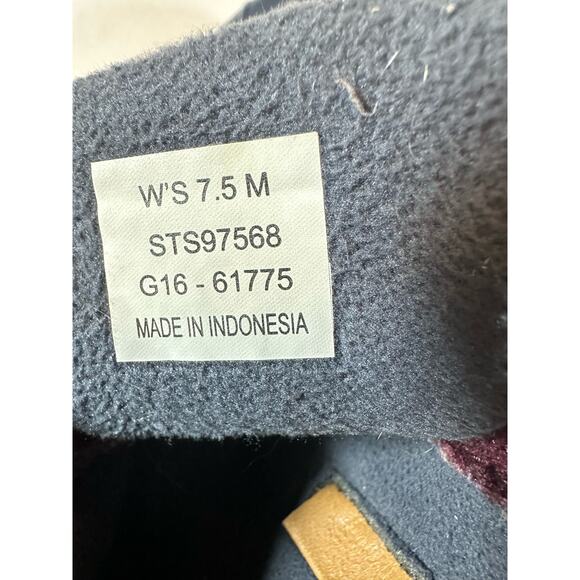 W'S 7.5 M
STS97568
G16 - 61775
MADE IN INDONESIA